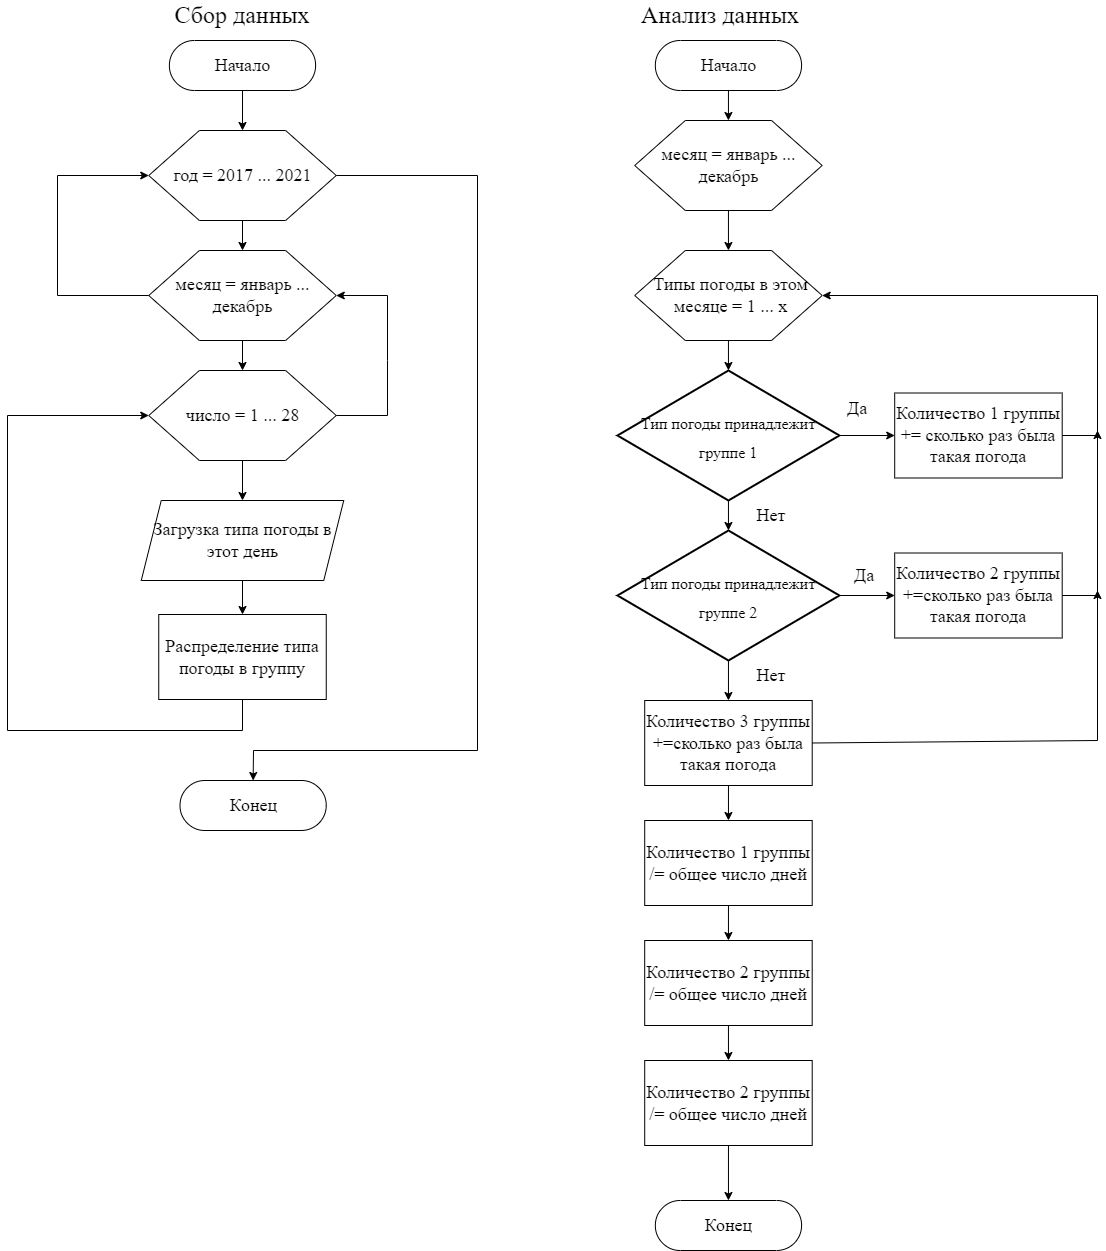 Сбор данных
Начало
год = 2017 ... 2021
месяц = январь ...
декабрь
число = 1 ... 28
Загрузка типа погоды в
этот день
Распределение типа
погоды в группу
Конец
Анализ данных
Начало
месяц = январь ...
декабрь
Типы погоды в этом
месяце = 1 ... x
Тип погоды принадлежит
группе 1
Да
Количество 1 группы
+= сколько раз была
такая погода
Нет
Тип погоды принадлежит
группе 2
Да
Количество 2 группы
+=сколько раз была
такая погода
Нет
Количество 3 группы
+=сколько раз была
такая погода
Количество 1 группы
/= общее число дней
Количество 2 группы
/= общее число дней
Количество 2 группы
/= общее число дней
Конец